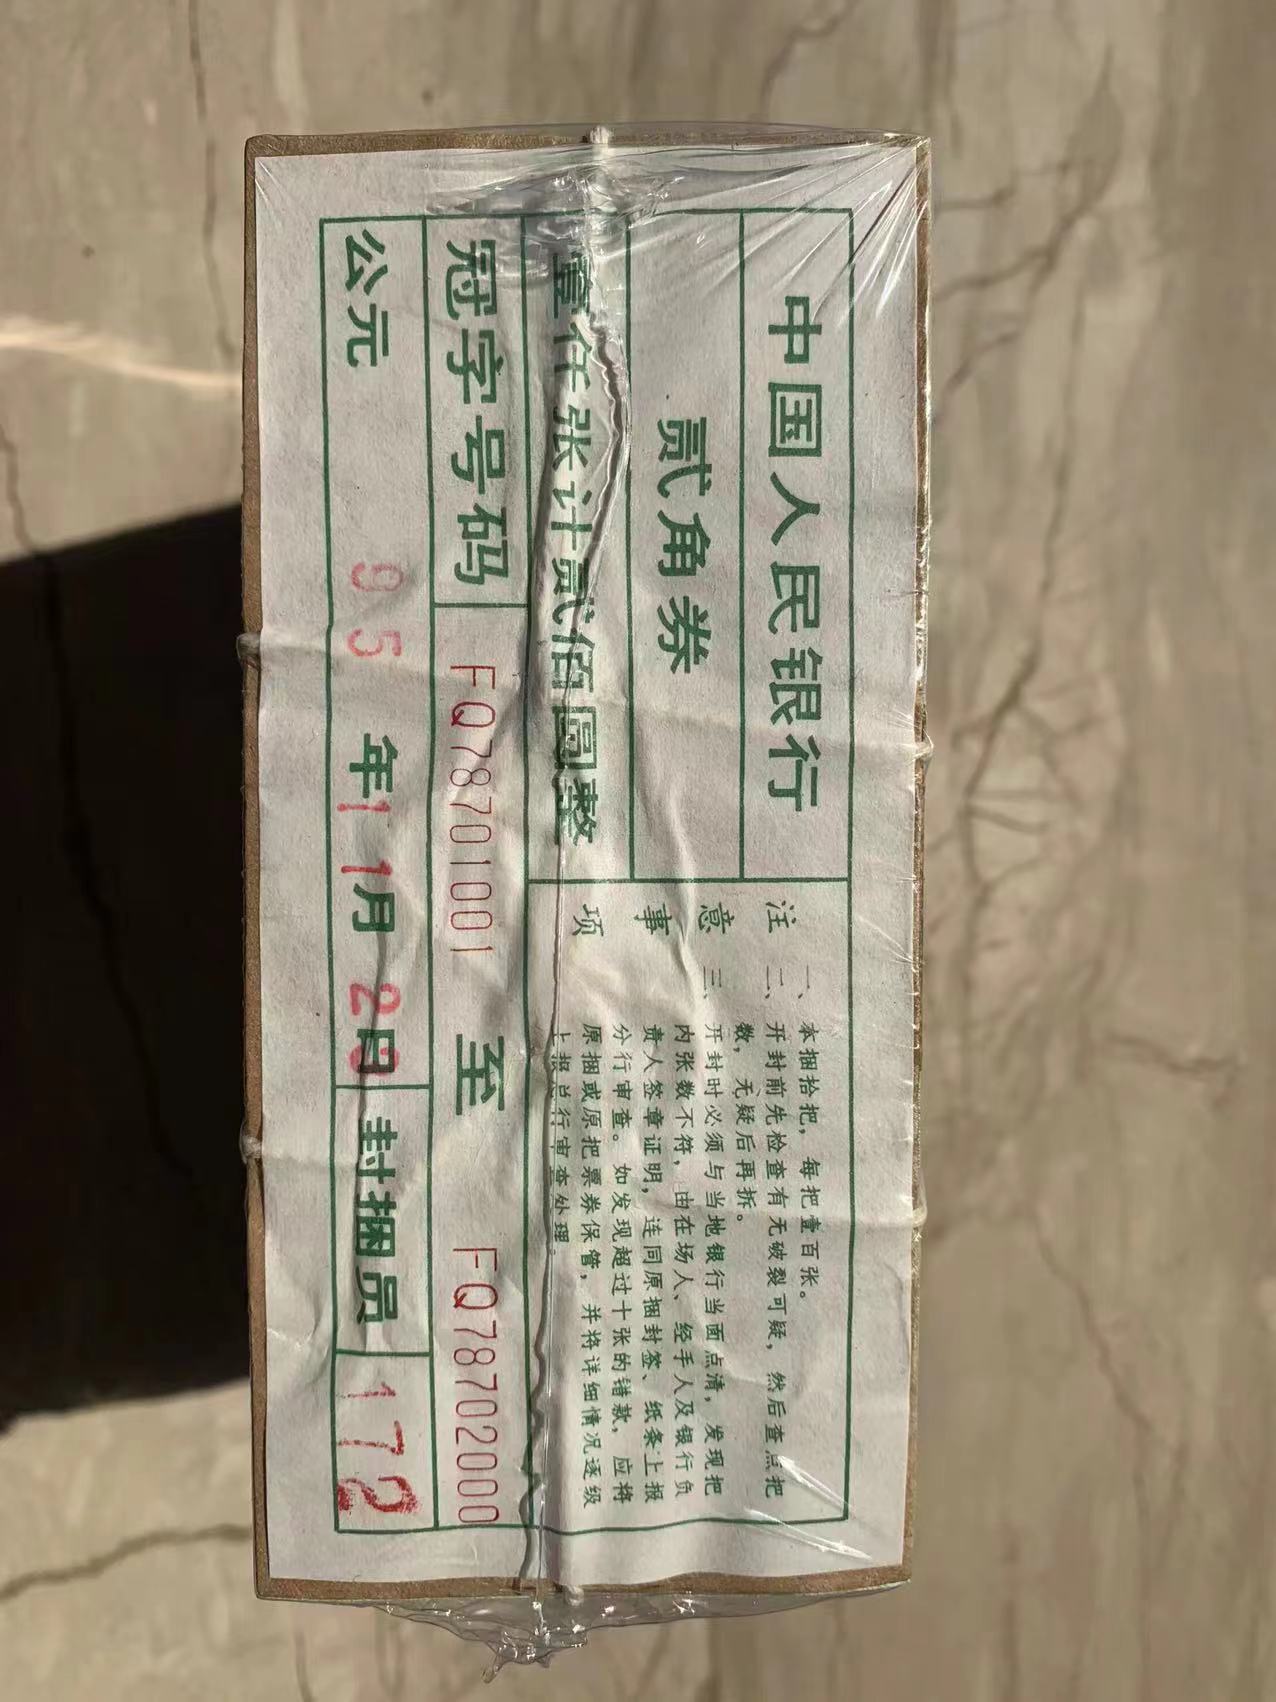 中国人民银行
贰角券
壹仟张计贰佰圆整
冠字号码 FQ78701001 至 FQ78702000
公元 95 年 11 月 2 日 封捆员 172
注意事项
一、本捆拾把，每把壹百张。
二、开封前先检查有无破裂可疑，然后查点把
数，无疑后再拆。
三、开封时必须与当地银行当面点清，发现把
内张数不符，由在场人、经手人及银行负
责人签章证明，连同原捆封签、纸条上报
分行审查。如发现超过十张的错款，应将
原捆或原把票券保管，并将详细情况逐级
上报总行审查处理。